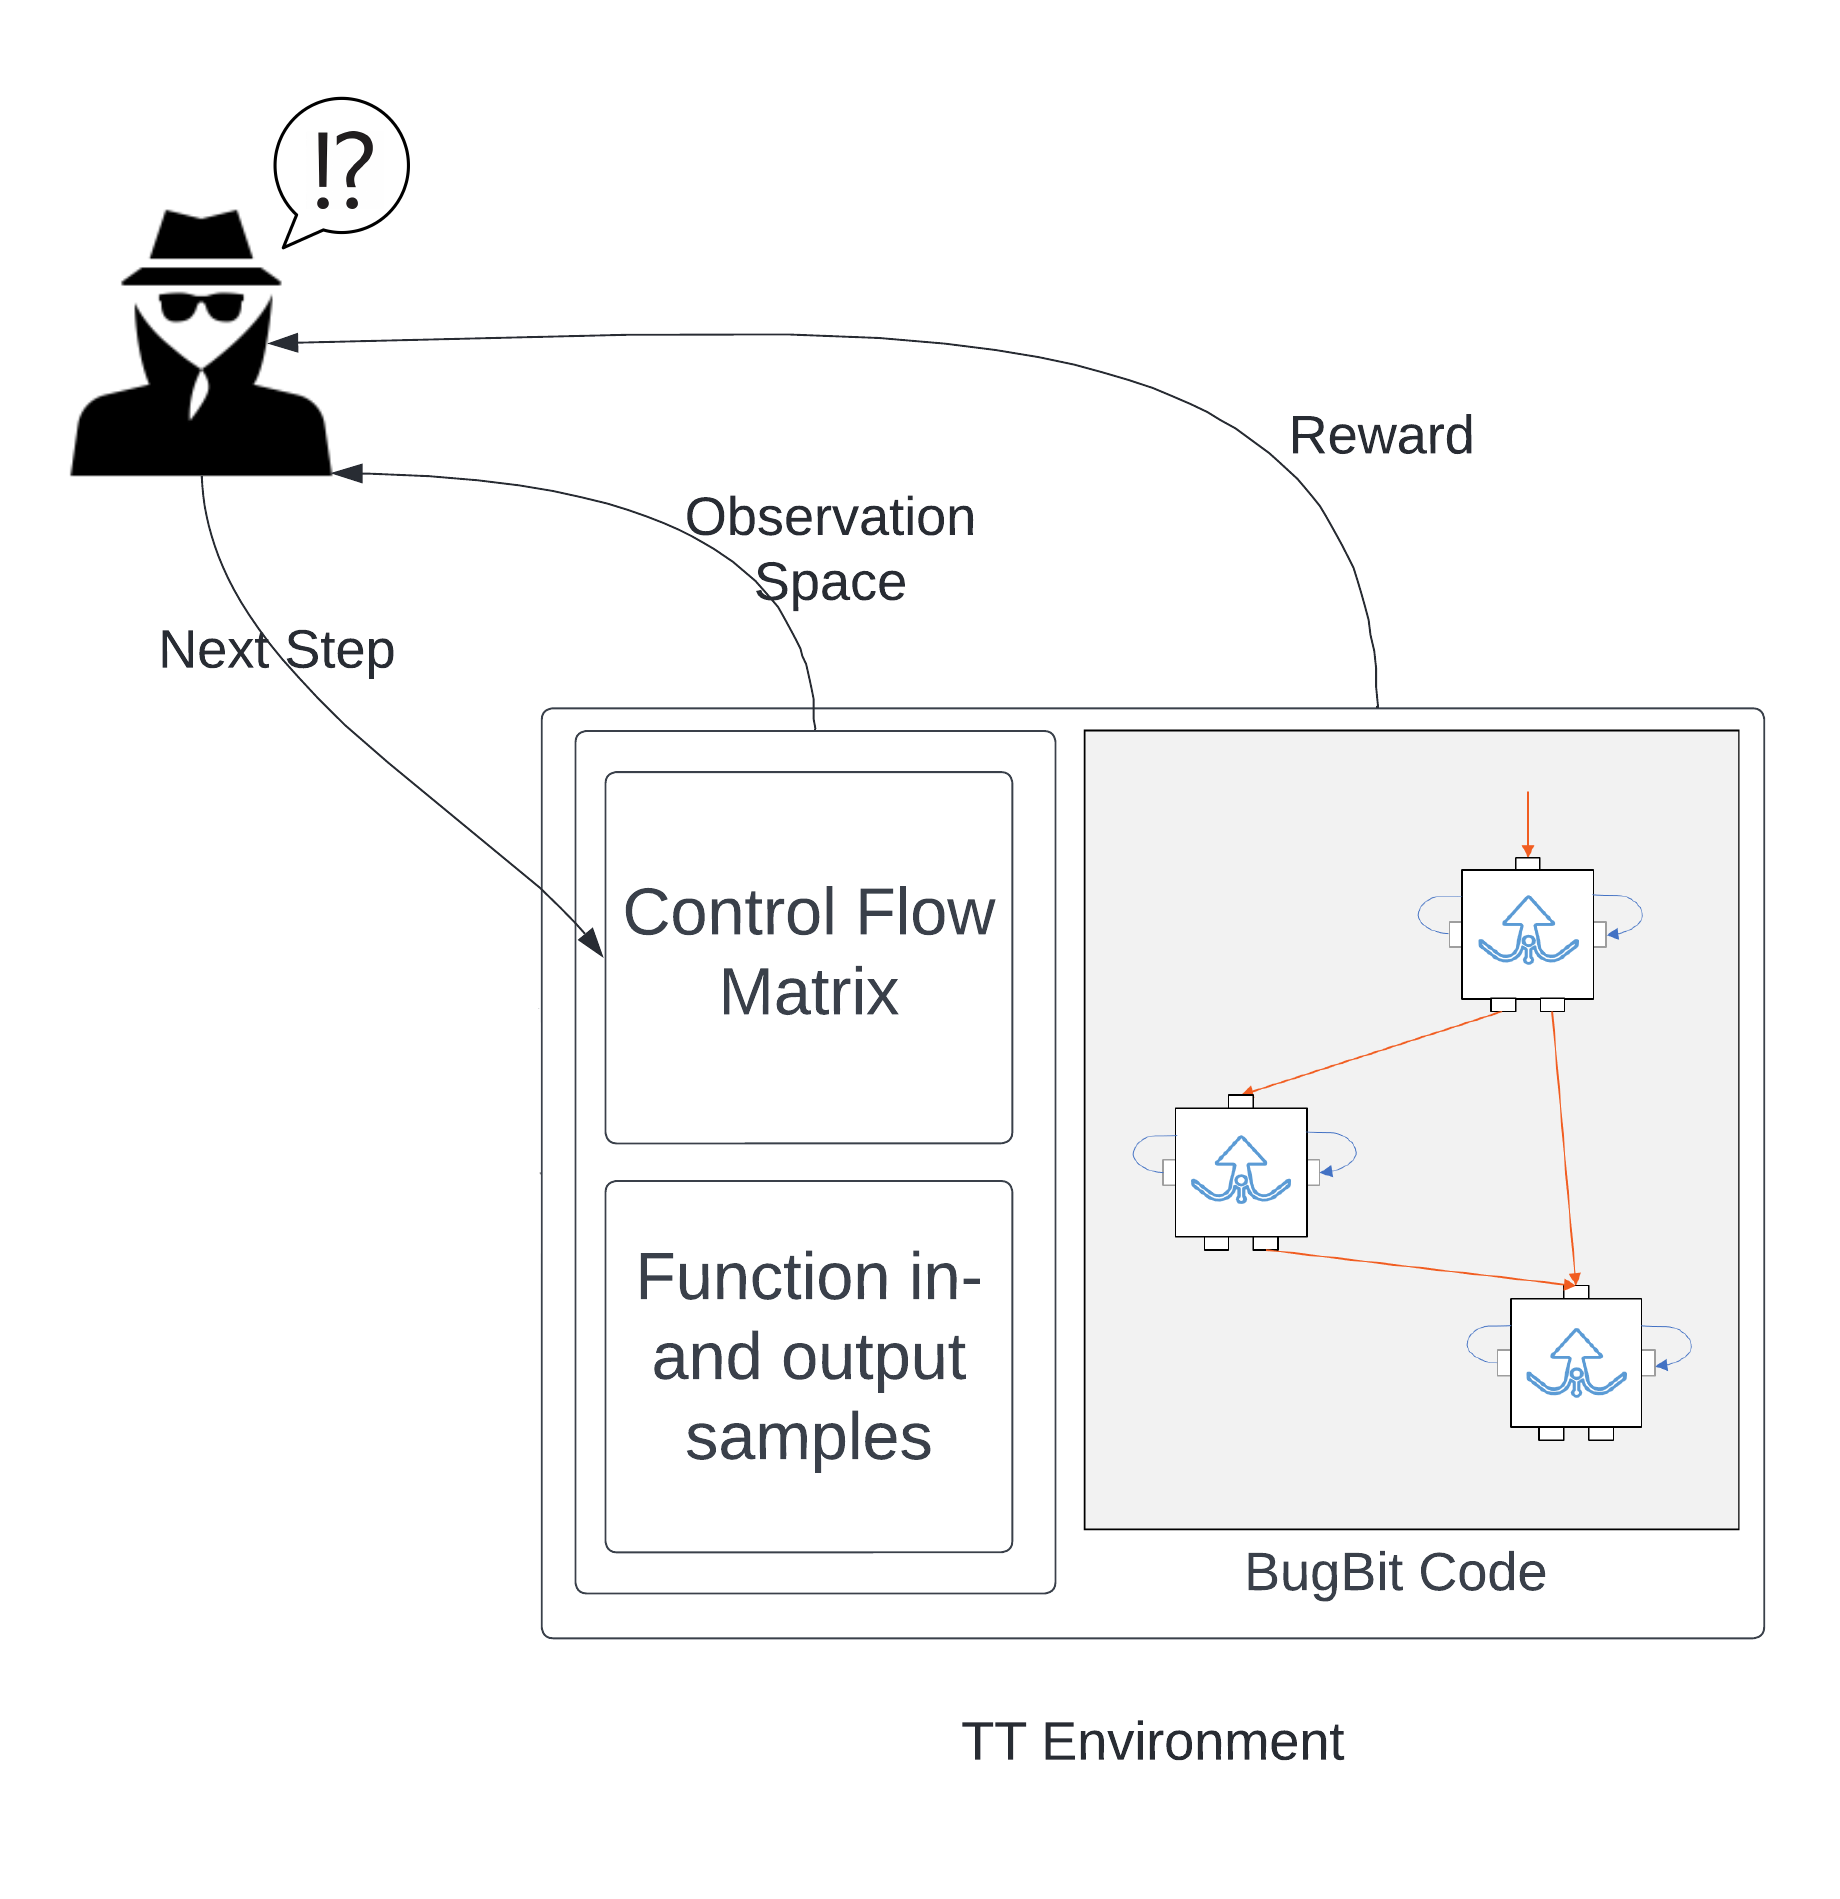 !?
Reward
Observation
Space
Next Step
Control Flow
Matrix
Function in-
and output
samples
BugBit Code
TT Environment